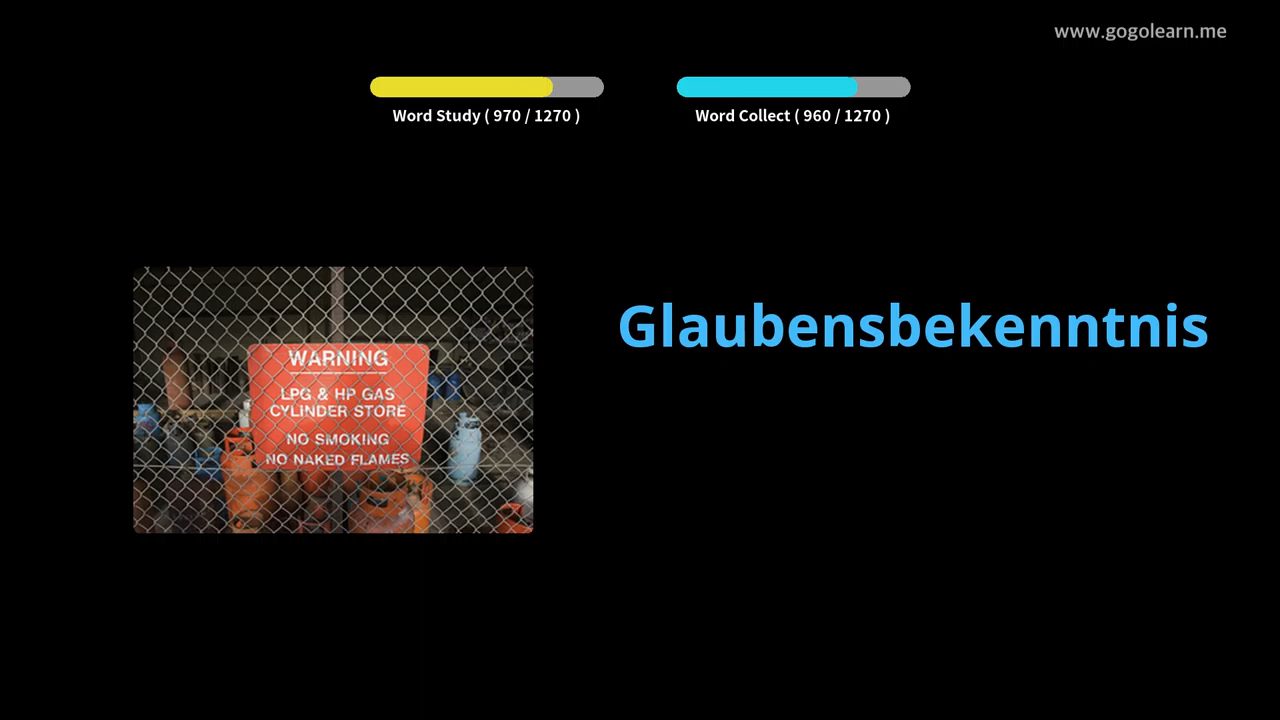 www.gogolearn.me
Word Study ( 970 / 1270 )
Word Collect ( 960 / 1270 )
Glaubensbekenntnis
WARNING
LPG & HP GAS
CYLINDER STORE
NO SMOKING
NO NAKED FLAMES